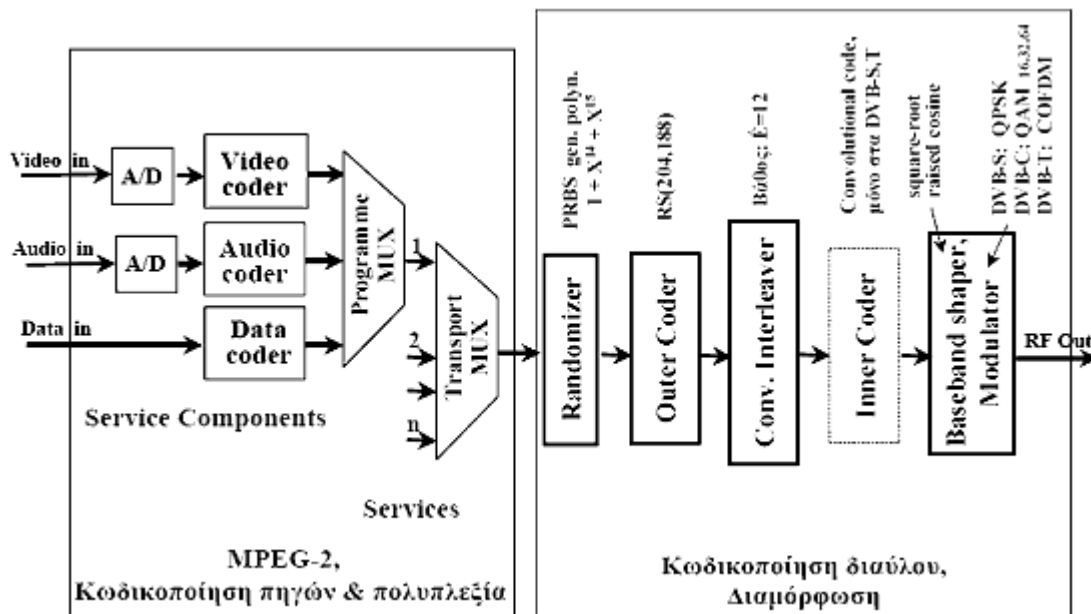 Video in
A/D
Video
coder
Audio in
A/D
Audio
coder
Data in
Data
coder
Programme
MUX
1
2
n
Transport
MUX
Service Components
Services
MPEG-2,
Κωδικοποίηση πηγών & πολυπλεξία
PRBS gen. polyn.
1 + X¹⁴ + X¹⁵
RS(204,188)
Βάθος: É=12
Convolutional code,
μόνο στα DVB-S,T
square-root
raised cosine
DVB-S: QPSK
DVB-C: QAM 16,32,64
DVB-T: COFDM
Randomizer
Outer Coder
Conv. Interleaver
Inner Coder
Baseband shaper,
Modulator
RF Out
Κωδικοποίηση διαύλου,
Διαμόρφωση